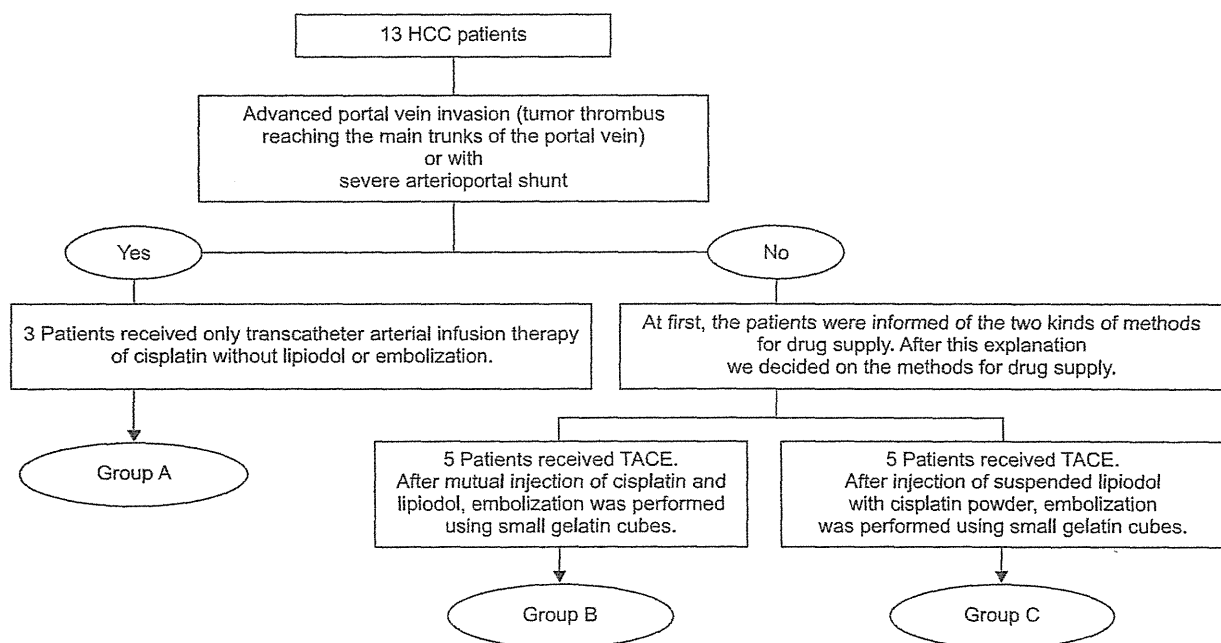 13 HCC patients
Advanced portal vein invasion (tumor thrombus
reaching the main trunks of the portal vein)
or with
severe arterioportal shunt
Yes
No
3 Patients received only transcatheter arterial infusion therapy
of cisplatin without lipiodol or embolization.
At first, the patients were informed of the two kinds of methods
for drug supply. After this explanation
we decided on the methods for drug supply.
Group A
5 Patients received TACE.
After mutual injection of cisplatin and
lipiodol, embolization was performed
using small gelatin cubes.
5 Patients received TACE.
After injection of suspended lipiodol
with cisplatin powder, embolization
was performed using small gelatin cubes.
Group B
Group C